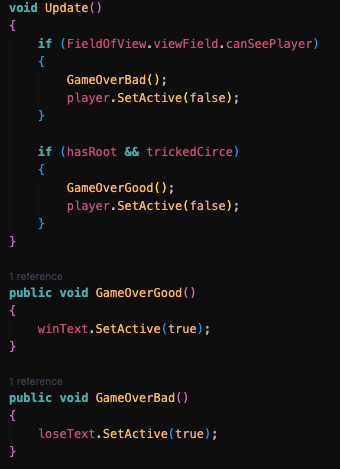 void Update()
{
    if (FieldOfView.viewField.canSeePlayer)
    {
        GameOverBad();
        player.SetActive(false);
    }

    if (hasRoot && trickedCirce)
    {
        GameOverGood();
        player.SetActive(false);
    }
}

1 reference
public void GameOverGood()
{
    winText.SetActive(true);
}

1 reference
public void GameOverBad()
{
    loseText.SetActive(true);
}